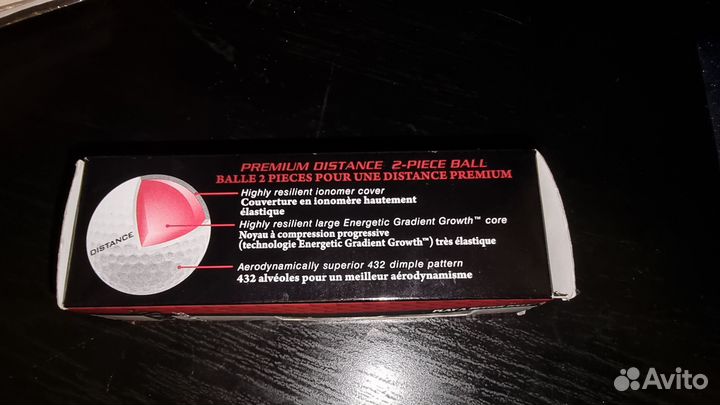 PREMIUM DISTANCE 2-PIECE BALL
BALLE 2 PIECES POUR UNE DISTANCE PREMIUM
Highly resilient ionomer cover
Couverture en ionomère hautement
élastique
Highly resilient large Energetic Gradient Growth™ core
Noyau à compression progressive
(technologie Energetic Gradient Growth™) très élastique
Aerodynamically superior 432 dimple pattern
432 alvéoles pour un meilleur aérodynamisme
DISTANCE
Avito